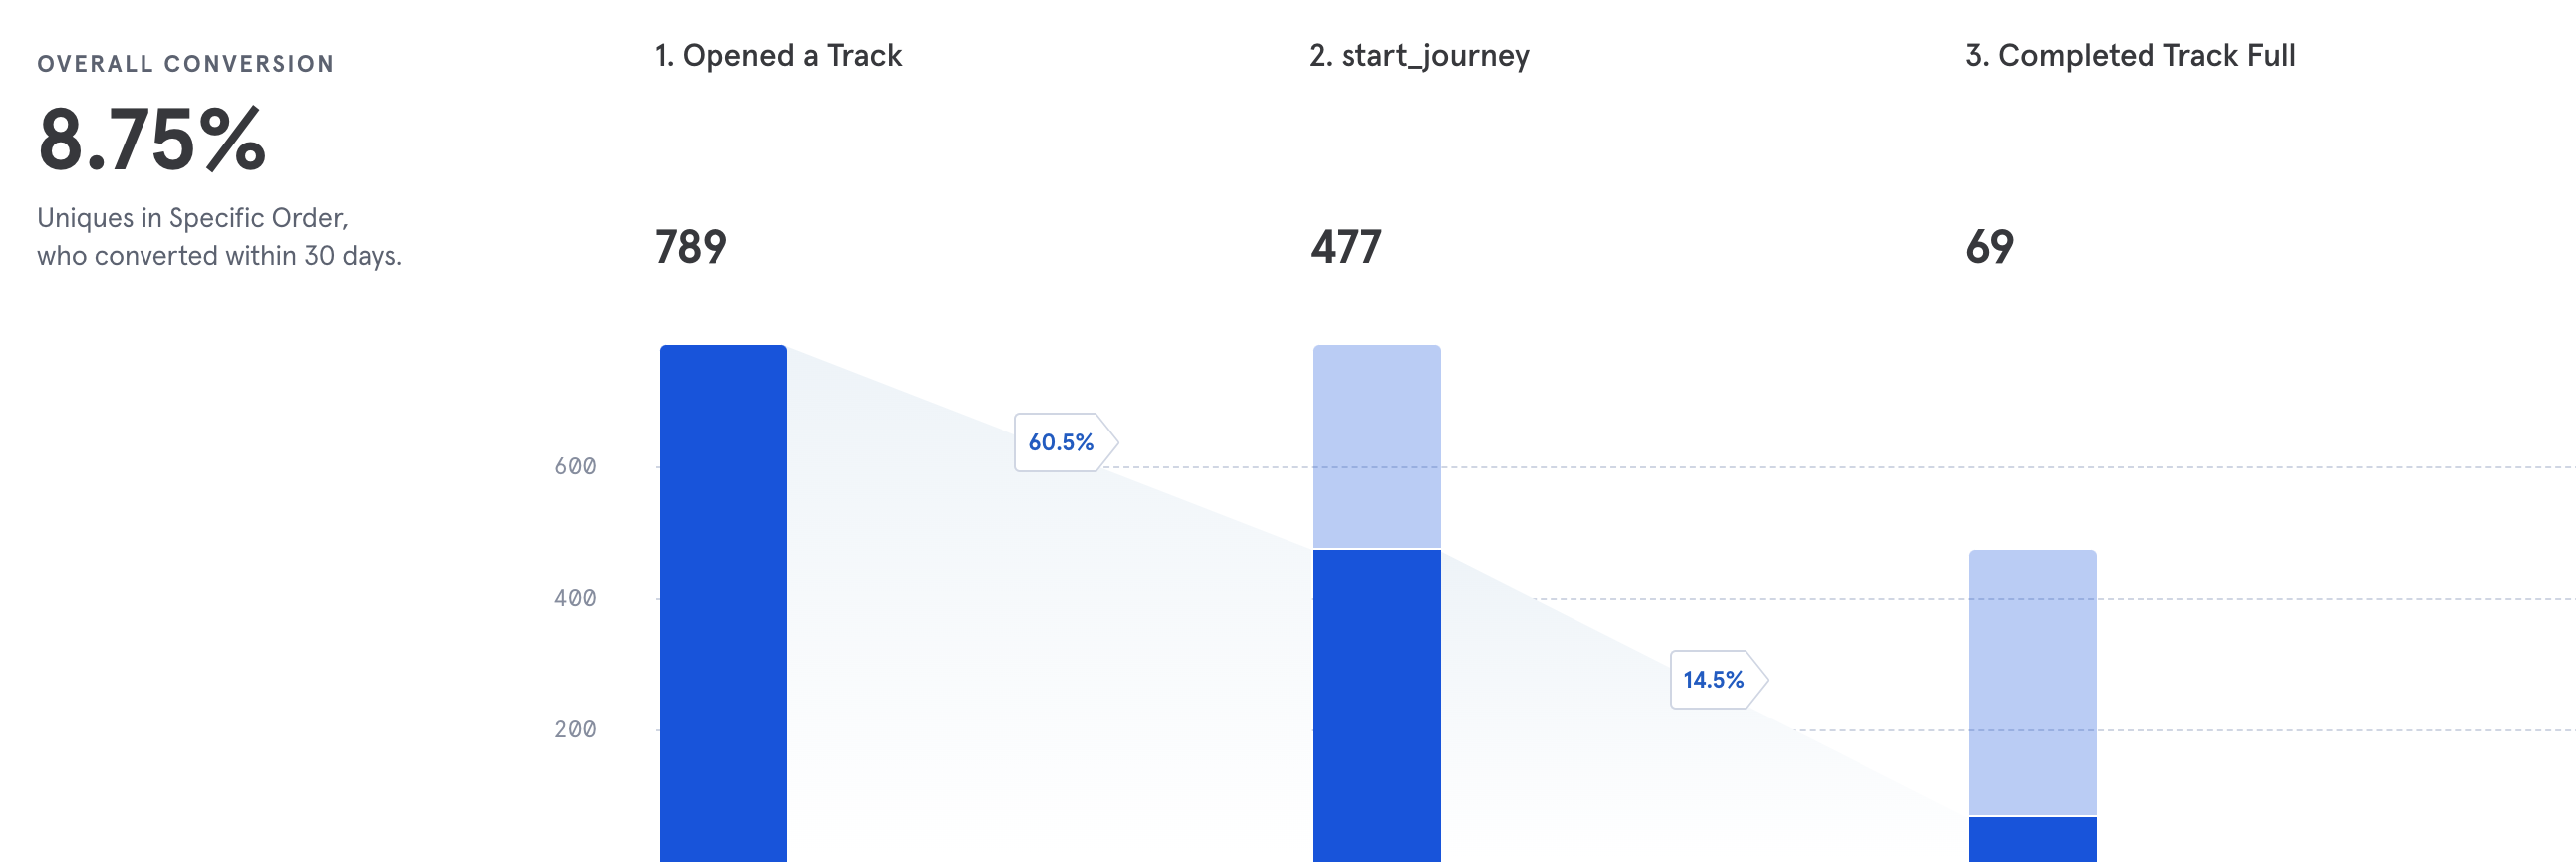 OVERALL CONVERSION
8.75%
Uniques in Specific Order,
who converted within 30 days.
1. Opened a Track
2. start_journey
3. Completed Track Full
789
477
69
60.5%
600
400
14.5%
200